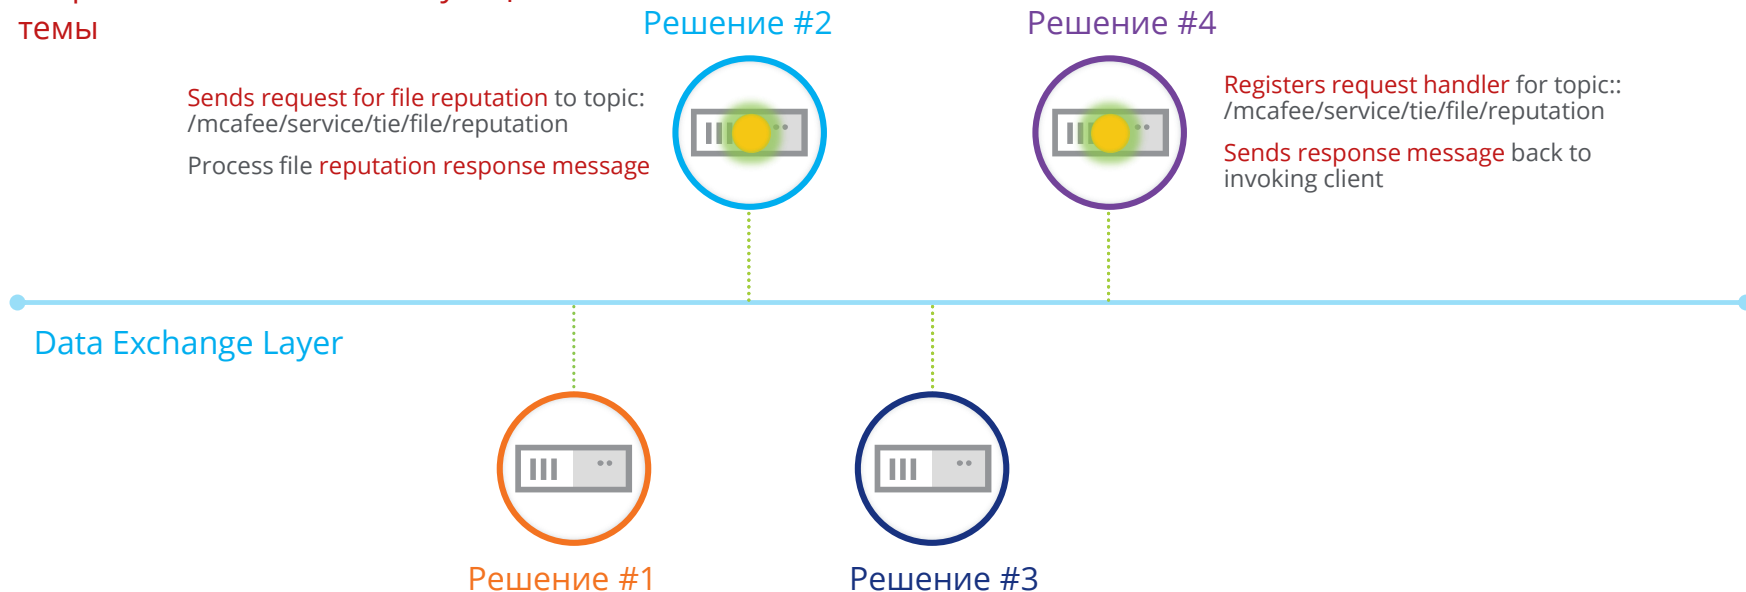 темы
Решение #2
Решение #4
Sends request for file reputation to topic:
/mcafee/service/tie/file/reputation
Process file reputation response message
Registers request handler for topic::
/mcafee/service/tie/file/reputation
Sends response message back to
invoking client
Data Exchange Layer
Решение #1
Решение #3